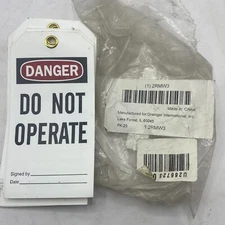 DANGER
DO NOT
OPERATE
Signed by
Date
(1) 2RMW3
Made in China
Manufactured for Grainger International, Inc.
Lake Forest, IL 60045
PK 25 1 2RMW3